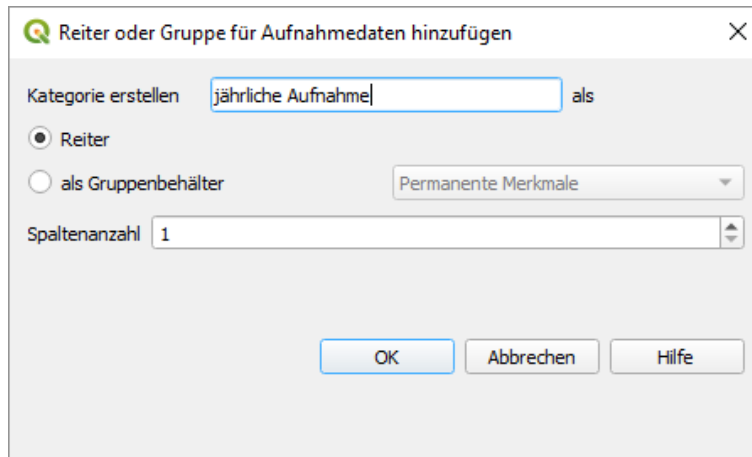 Reiter oder Gruppe für Aufnahmedaten hinzufügen
Kategorie erstellen jährliche Aufnahme als
Reiter
als Gruppenbehälter Permanente Merkmale
Spaltenanzahl 1
OK Abbrechen Hilfe